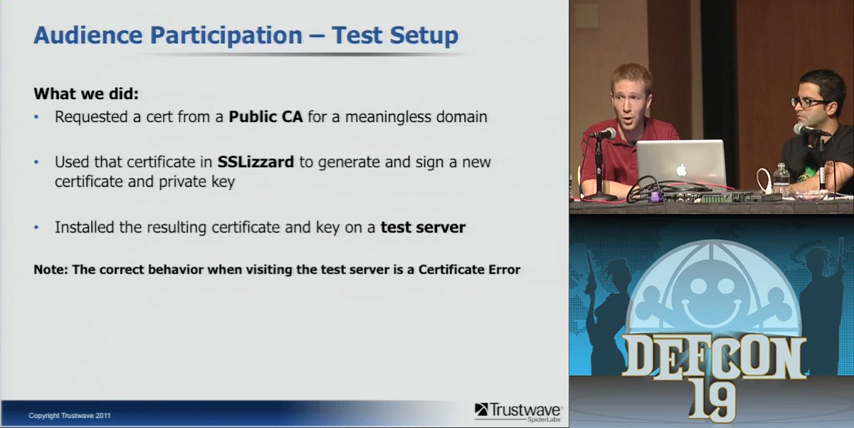 Audience Participation – Test Setup
What we did:
• Requested a cert from a Public CA for a meaningless domain
• Used that certificate in SSLizzard to generate and sign a new
certificate and private key
• Installed the resulting certificate and key on a test server
Note: The correct behavior when visiting the test server is a Certificate Error
Copyright Trustwave 2011
Trustwave®
SpiderLabs
DEFCON
19